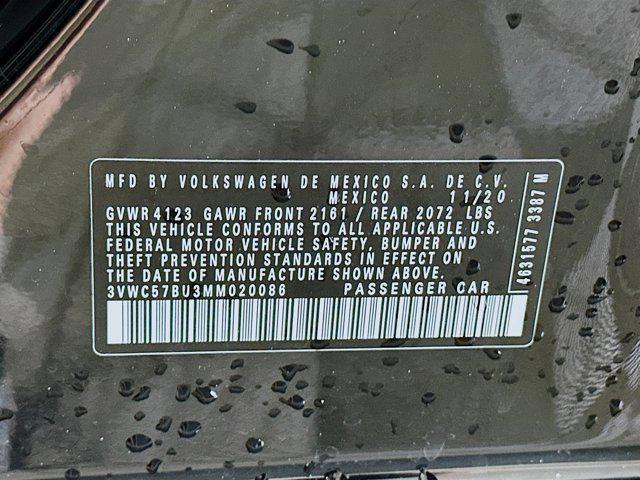 MFD BY VOLKSWAGEN DE MEXICO S.A. DE C.V.
MEXICO 11/20
GVWR 4123 GAWR FRONT 2161 / REAR 2072 LBS
THIS VEHICLE CONFORMS TO ALL APPLICABLE U.S.
FEDERAL MOTOR VEHICLE SAFETY, BUMPER AND
THEFT PREVENTION STANDARDS IN EFFECT ON
THE DATE OF MANUFACTURE SHOWN ABOVE.
3VWC57BU3MM020086 PASSENGER CAR
4631577 3387 M